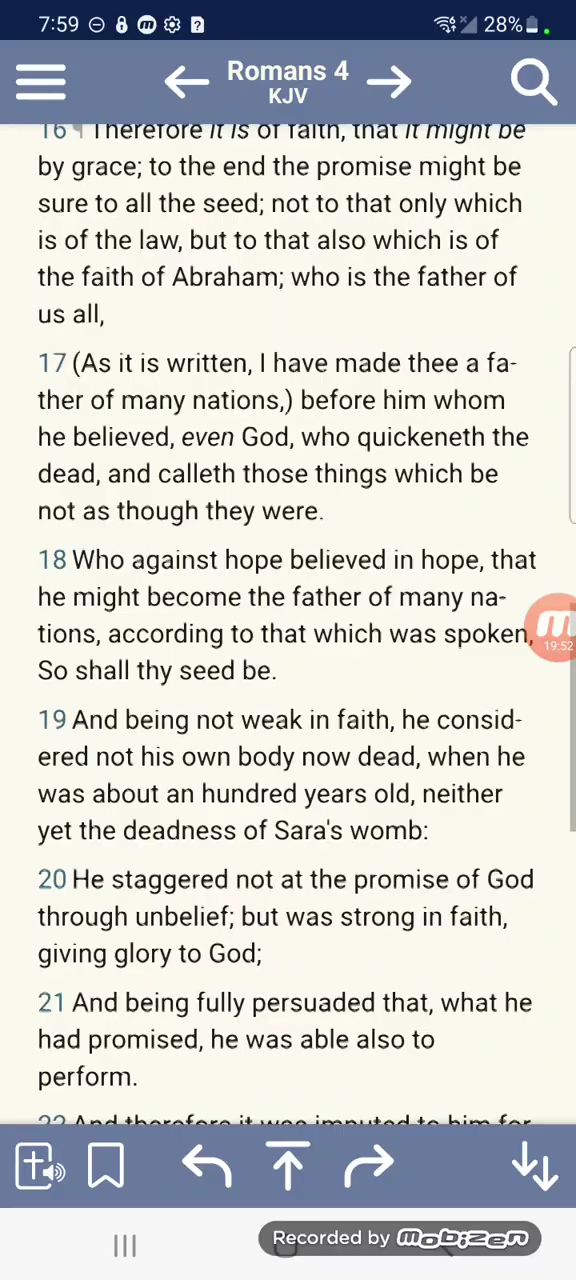 7:59
28%
Romans 4
KJV
16 ¶ Therefore it is of faith, that it might be
by grace; to the end the promise might be
sure to all the seed; not to that only which
is of the law, but to that also which is of
the faith of Abraham; who is the father of
us all,
17 (As it is written, I have made thee a fa-
ther of many nations,) before him whom
he believed, even God, who quickeneth the
dead, and calleth those things which be
not as though they were.
18 Who against hope believed in hope, that
he might become the father of many na-
tions, according to that which was spoken,
So shall thy seed be.
19:52
19 And being not weak in faith, he consid-
ered not his own body now dead, when he
was about an hundred years old, neither
yet the deadness of Sara's womb:
20 He staggered not at the promise of God
through unbelief; but was strong in faith,
giving glory to God;
21 And being fully persuaded that, what he
had promised, he was able also to
perform.
22 And therefore it was imputed to him for
Recorded by mobizen